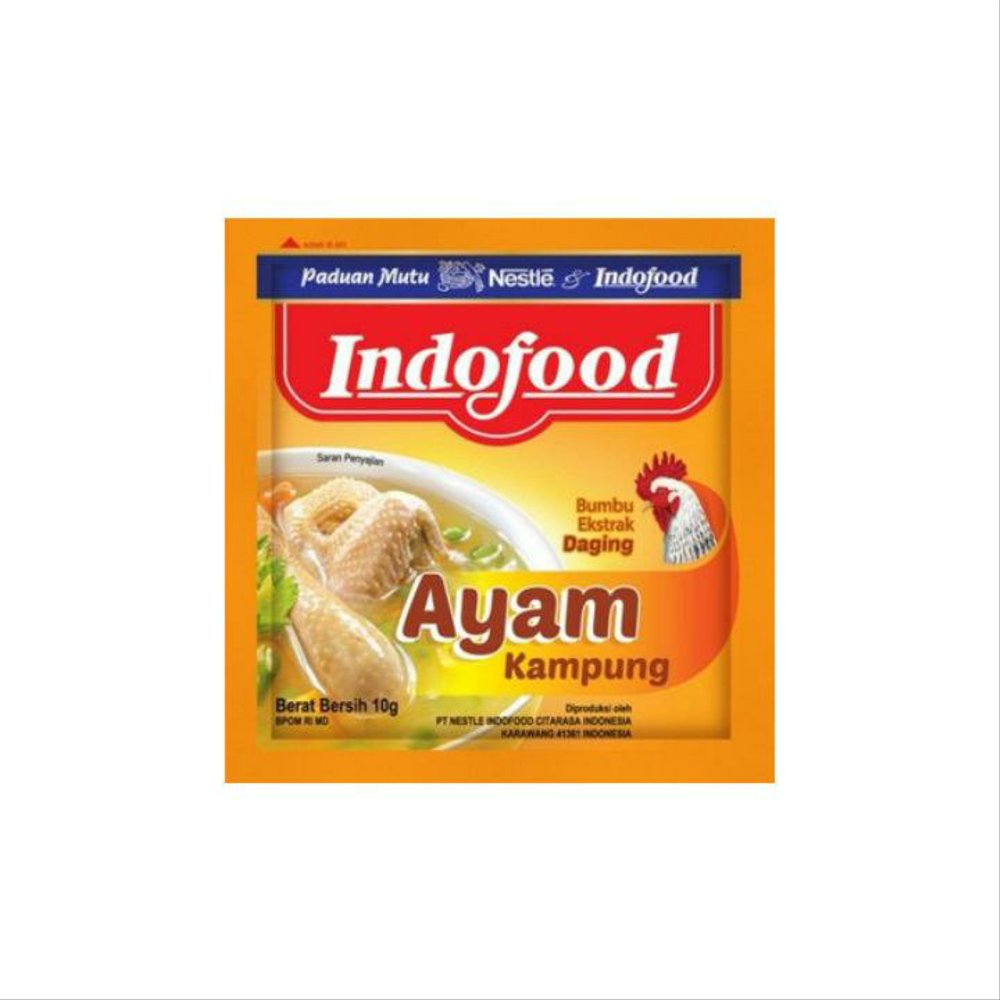 Paduan Mutu Nestlé & Indofood
Indofood
Saran Penyajian
Bumbu
Ekstrak
Daging
Ayam
Kampung
Berat Bersih 10g
BPOM RI MD
Diproduksi oleh
PT NESTLE INDOFOOD CITARASA INDONESIA
KARAWANG 41361 INDONESIA